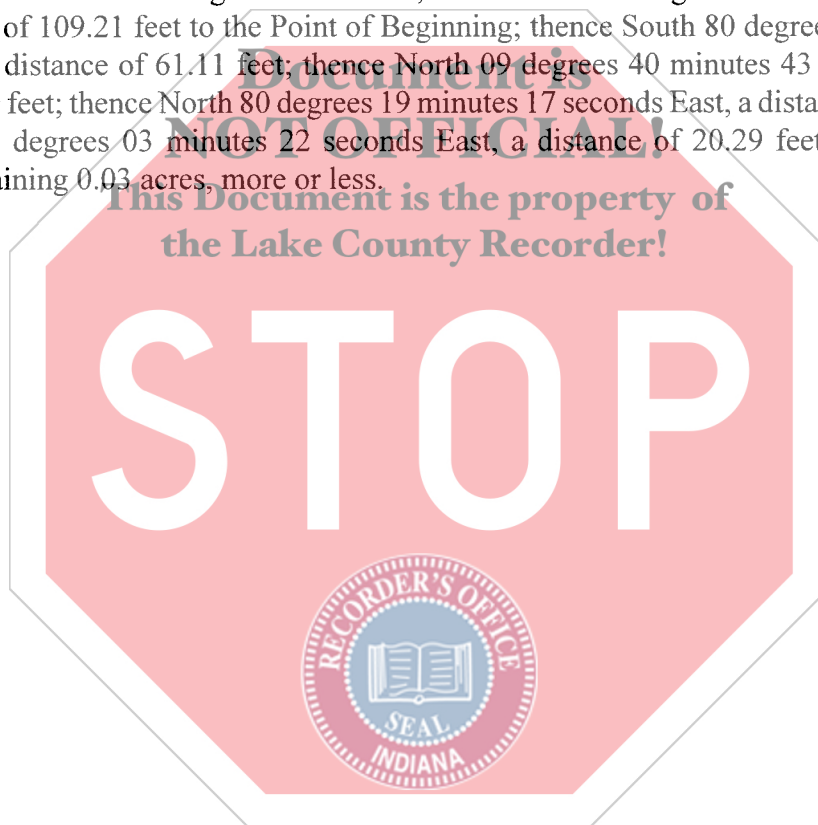 of 109.21 feet to the Point of Beginning; thence South 80 degree
distance of 61.11 feet; thence North 09 degrees 40 minutes 43
feet; thence North 80 degrees 19 minutes 17 seconds East, a dista
degrees 03 minutes 22 seconds East, a distance of 20.29 feet
ining 0.03 acres, more or less.
Document is
NOT OFFICIAL!
This Document is the property of
the Lake County Recorder!
STOP
RECORDER'S OFFICE
SEAL
INDIANA